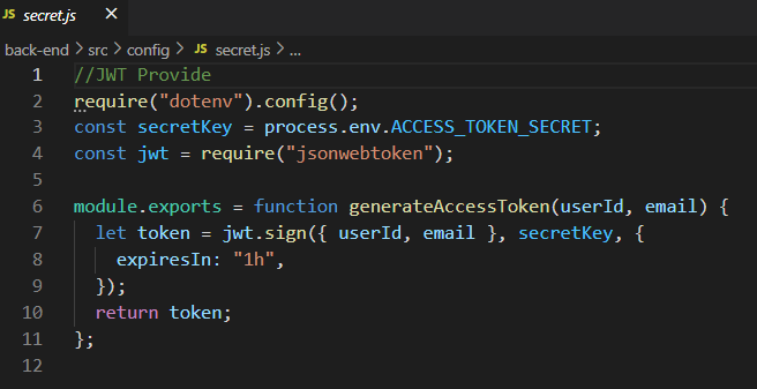 JS secret.js ×
back-end > src > config > JS secret.js > ...
1 //JWT Provide
2 require("dotenv").config();
3 const secretKey = process.env.ACCESS_TOKEN_SECRET;
4 const jwt = require("jsonwebtoken");
5
6 module.exports = function generateAccessToken(userId, email) {
7   let token = jwt.sign({ userId, email }, secretKey, {
8     expiresIn: "1h",
9   });
10   return token;
11 };
12